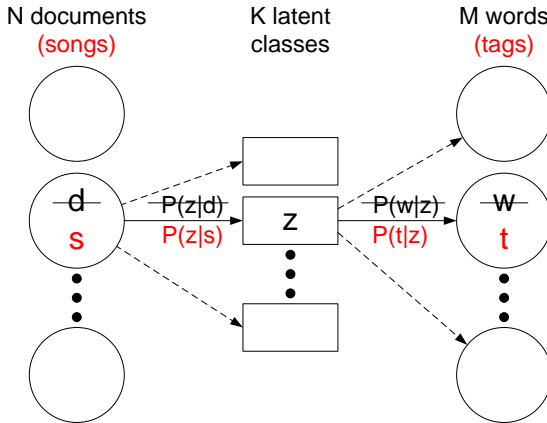 N documents
(songs)
K latent
classes
M words
(tags)
d
s
P(z|d)
P(z|s)
z
P(w|z)
P(t|z)
w
t